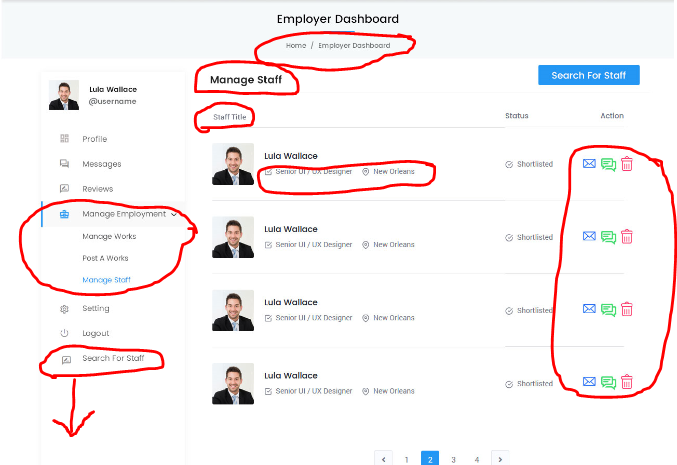 Employer Dashboard
Home / Employer Dashboard
Lula Wallace
@username
Profile
Messages
Reviews
Manage Employment
Manage Works
Post A Works
Manage Staff
Setting
Logout
Search For Staff
Manage Staff
Search For Staff
Staff Title Status Action
Lula Wallace
Senior UI / UX Designer New Orleans Shortlisted
Lula Wallace
Senior UI / UX Designer New Orleans Shortlisted
Lula Wallace
Senior UI / UX Designer New Orleans Shortlisted
Lula Wallace
Senior UI / UX Designer New Orleans Shortlisted
‹ 1 2 3 4 ›